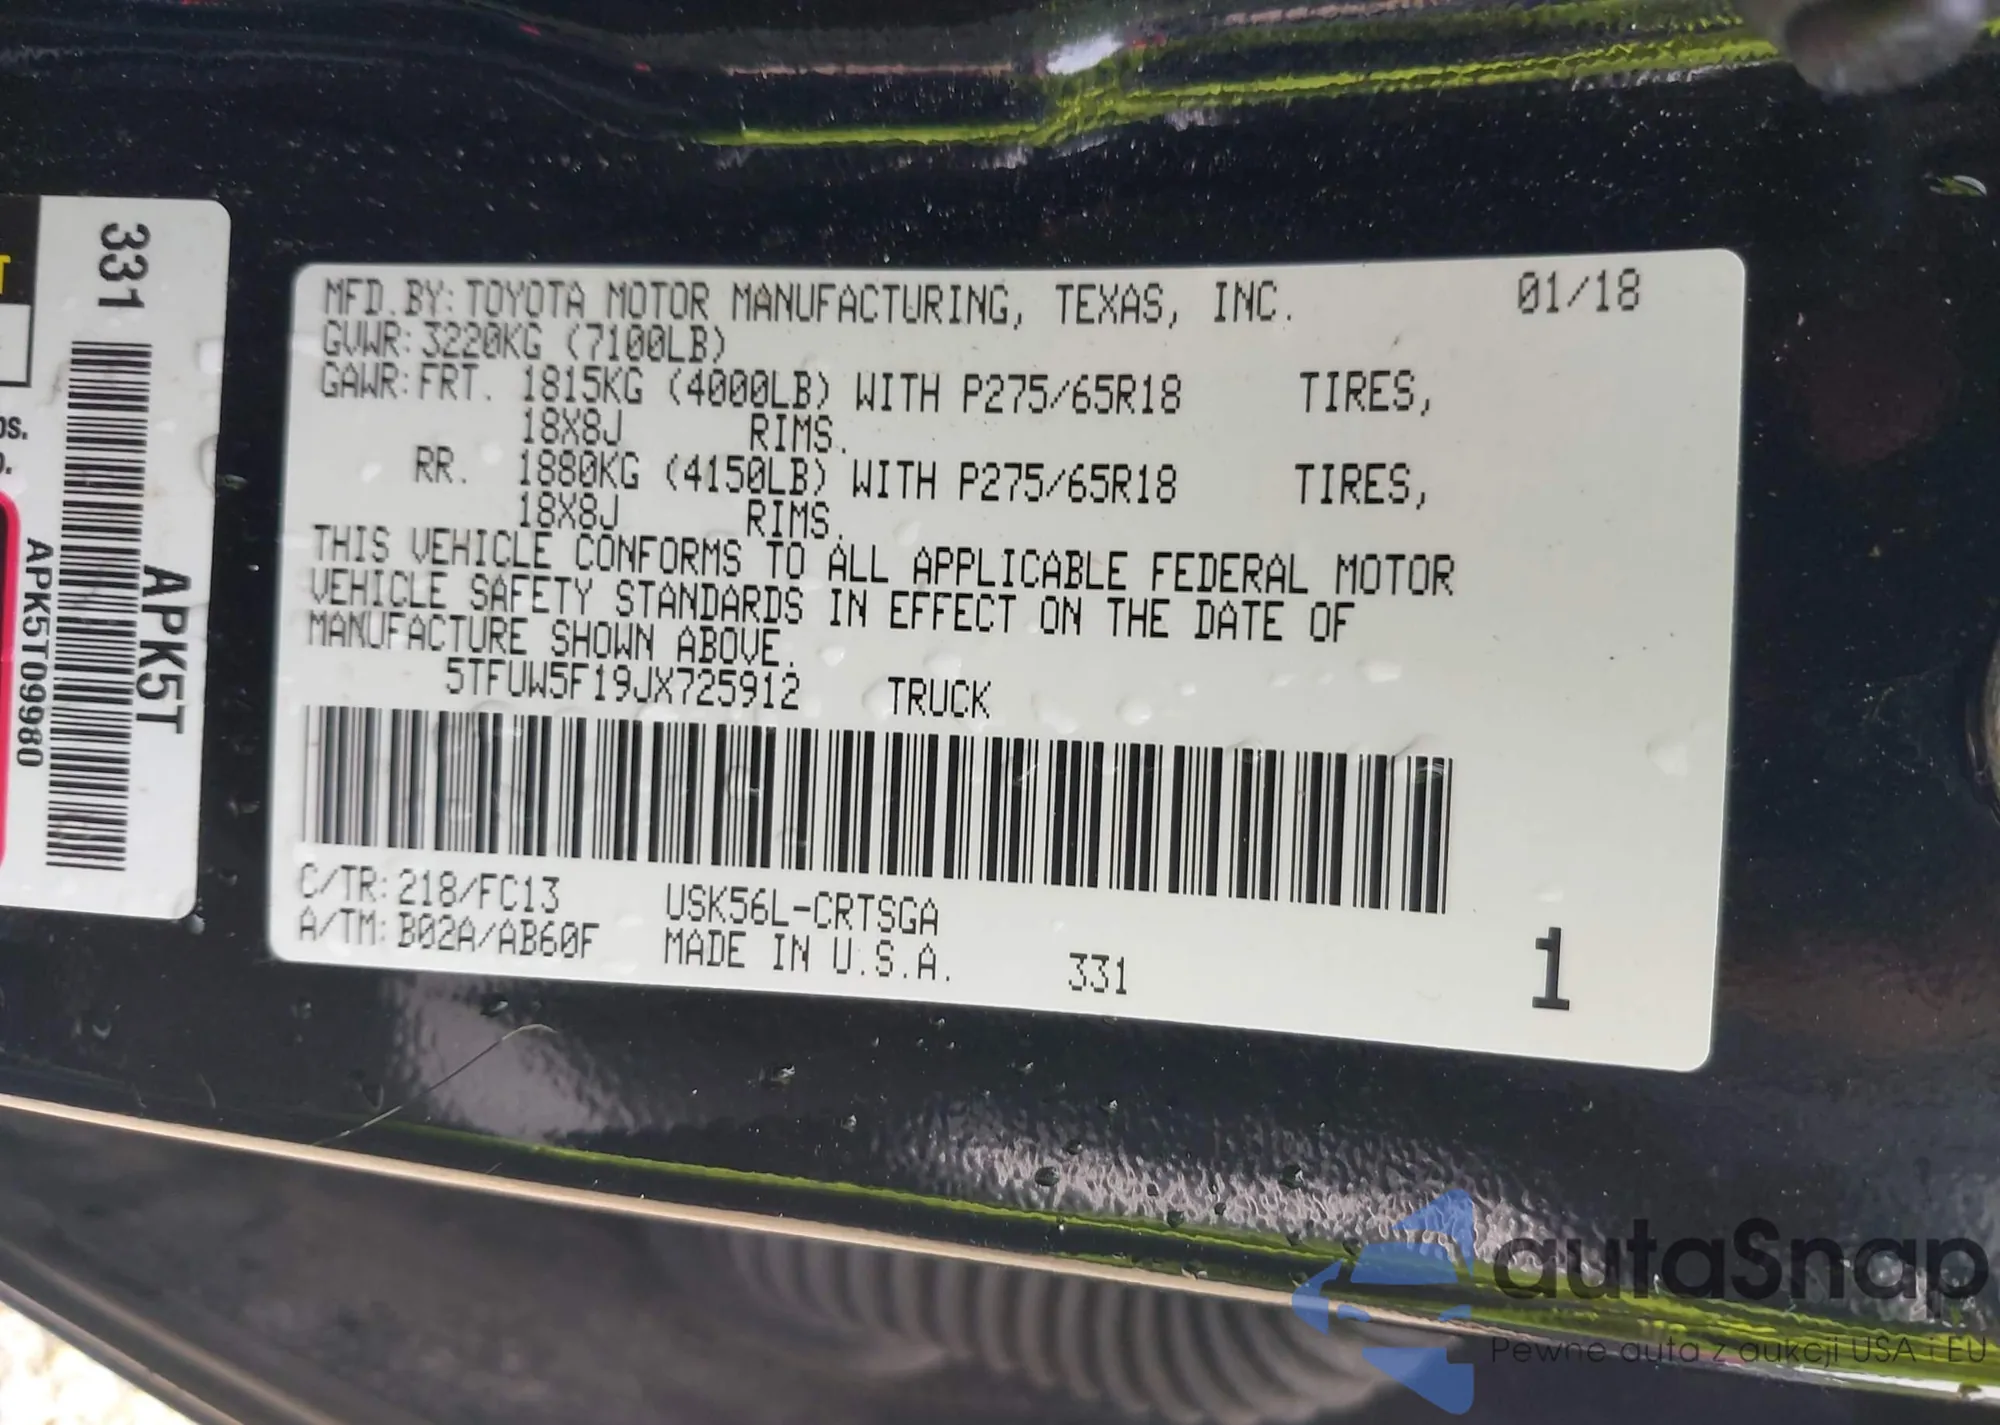 MFD.BY: TOYOTA MOTOR MANUFACTURING, TEXAS, INC. 01/18
GVWR: 3220KG (7100LB)
GAWR: FRT. 1815KG (4000LB) WITH P275/65R18 TIRES,
18X8J RIMS.
RR. 1880KG (4150LB) WITH P275/65R18 TIRES,
18X8J RIMS.
THIS VEHICLE CONFORMS TO ALL APPLICABLE FEDERAL MOTOR
VEHICLE SAFETY STANDARDS IN EFFECT ON THE DATE OF
MANUFACTURE SHOWN ABOVE.
5TFUW5F19JX725912 TRUCK
C/TR: 218/FC13 USK56L-CRTSGA
A/TM: B02A/AB60F MADE IN U.S.A. 331
1
331
APK5T
APK5T09980
autaSnap
Pewne auta z aukcji USA i EU